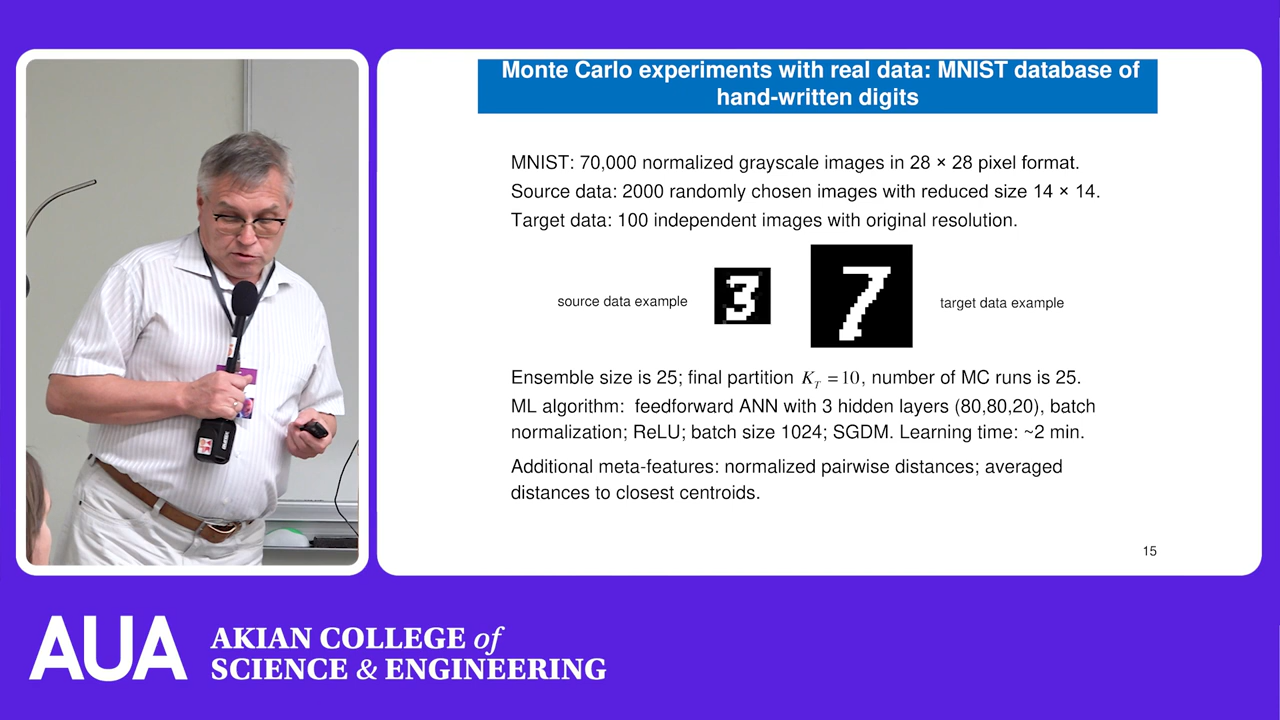 Monte Carlo experiments with real data: MNIST database of
hand-written digits
MNIST: 70,000 normalized grayscale images in 28 × 28 pixel format.
Source data: 2000 randomly chosen images with reduced size 14 × 14.
Target data: 100 independent images with original resolution.
source data example
3
7
target data example
Ensemble size is 25; final partition K_T = 10, number of MC runs is 25.
ML algorithm: feedforward ANN with 3 hidden layers (80,80,20), batch
normalization; ReLU; batch size 1024; SGDM. Learning time: ~2 min.
Additional meta-features: normalized pairwise distances; averaged
distances to closest centroids.
15
AUA
AKIAN COLLEGE of
SCIENCE & ENGINEERING